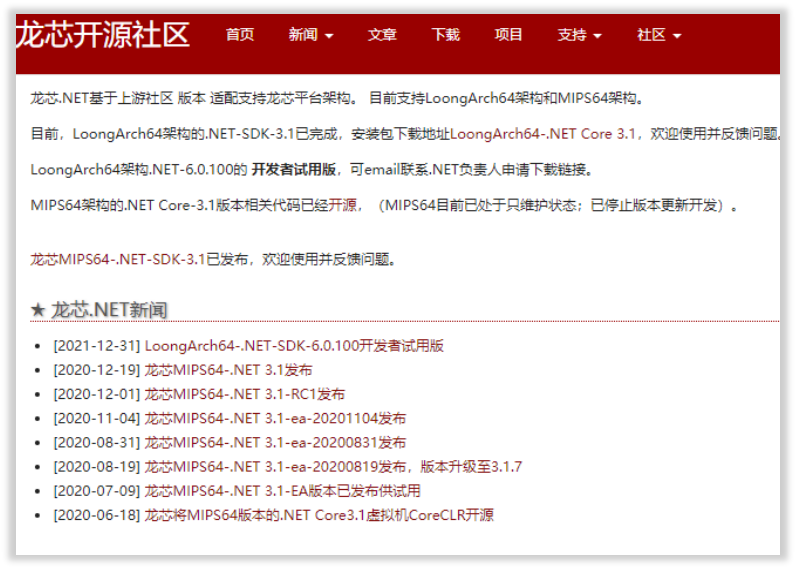 龙芯开源社区 首页 新闻 文章 下载 项目 支持 社区
龙芯.NET基于上游社区 版本 适配支持龙芯平台架构。 目前支持LoongArch64架构和MIPS64架构。
目前，LoongArch64架构的.NET-SDK-3.1已完成，安装包下载地址LoongArch64-.NET Core 3.1，欢迎使用并反馈问题。
LoongArch64架构.NET-6.0.100的 开发者试用版，可email联系.NET负责人申请下载链接。
MIPS64架构的.NET Core-3.1版本相关代码已经开源，（MIPS64目前已处于只维护状态；已停止版本更新开发）。
龙芯MIPS64-.NET-SDK-3.1已发布，欢迎使用并反馈问题。
★ 龙芯.NET新闻
• [2021-12-31] LoongArch64-.NET-SDK-6.0.100开发者试用版
• [2020-12-19] 龙芯MIPS64-.NET 3.1发布
• [2020-12-01] 龙芯MIPS64-.NET 3.1-RC1发布
• [2020-11-04] 龙芯MIPS64-.NET 3.1-ea-20201104发布
• [2020-08-31] 龙芯MIPS64-.NET 3.1-ea-20200831发布
• [2020-08-19] 龙芯MIPS64-.NET 3.1-ea-20200819发布，版本升级至3.1.7
• [2020-07-09] 龙芯MIPS64-.NET 3.1-EA版本已发布供试用
• [2020-06-18] 龙芯将MIPS64版本的.NET Core3.1虚拟机CoreCLR开源